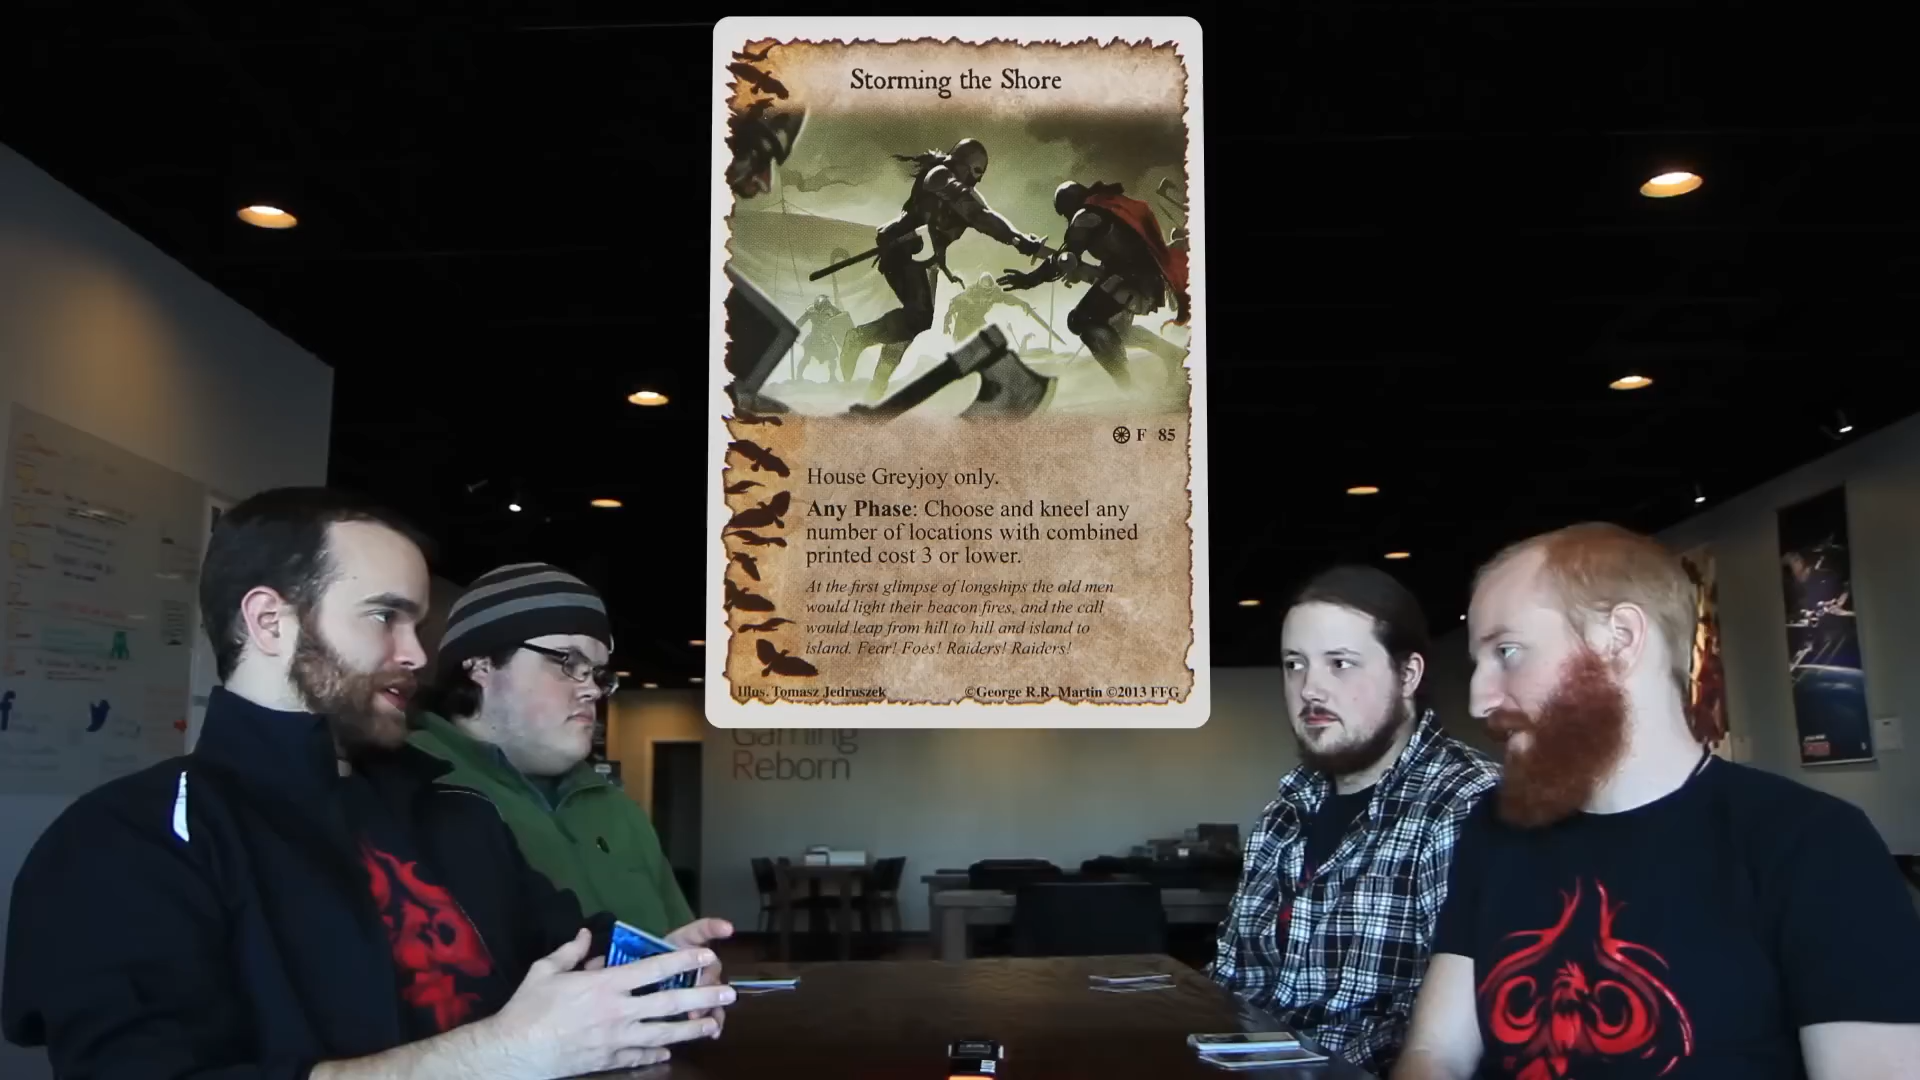 Storming the Shore
F 85
House Greyjoy only.
Any Phase: Choose and kneel any
number of locations with combined
printed cost 3 or lower.
At the first glimpse of longships the old men
would light their beacon fires, and the call
would leap from hill to hill and island to
island. Fear! Foes! Raiders! Raiders!
Illus. Tomasz Jedruszek
©George R.R. Martin ©2013 FFG
Gaming
Reborn